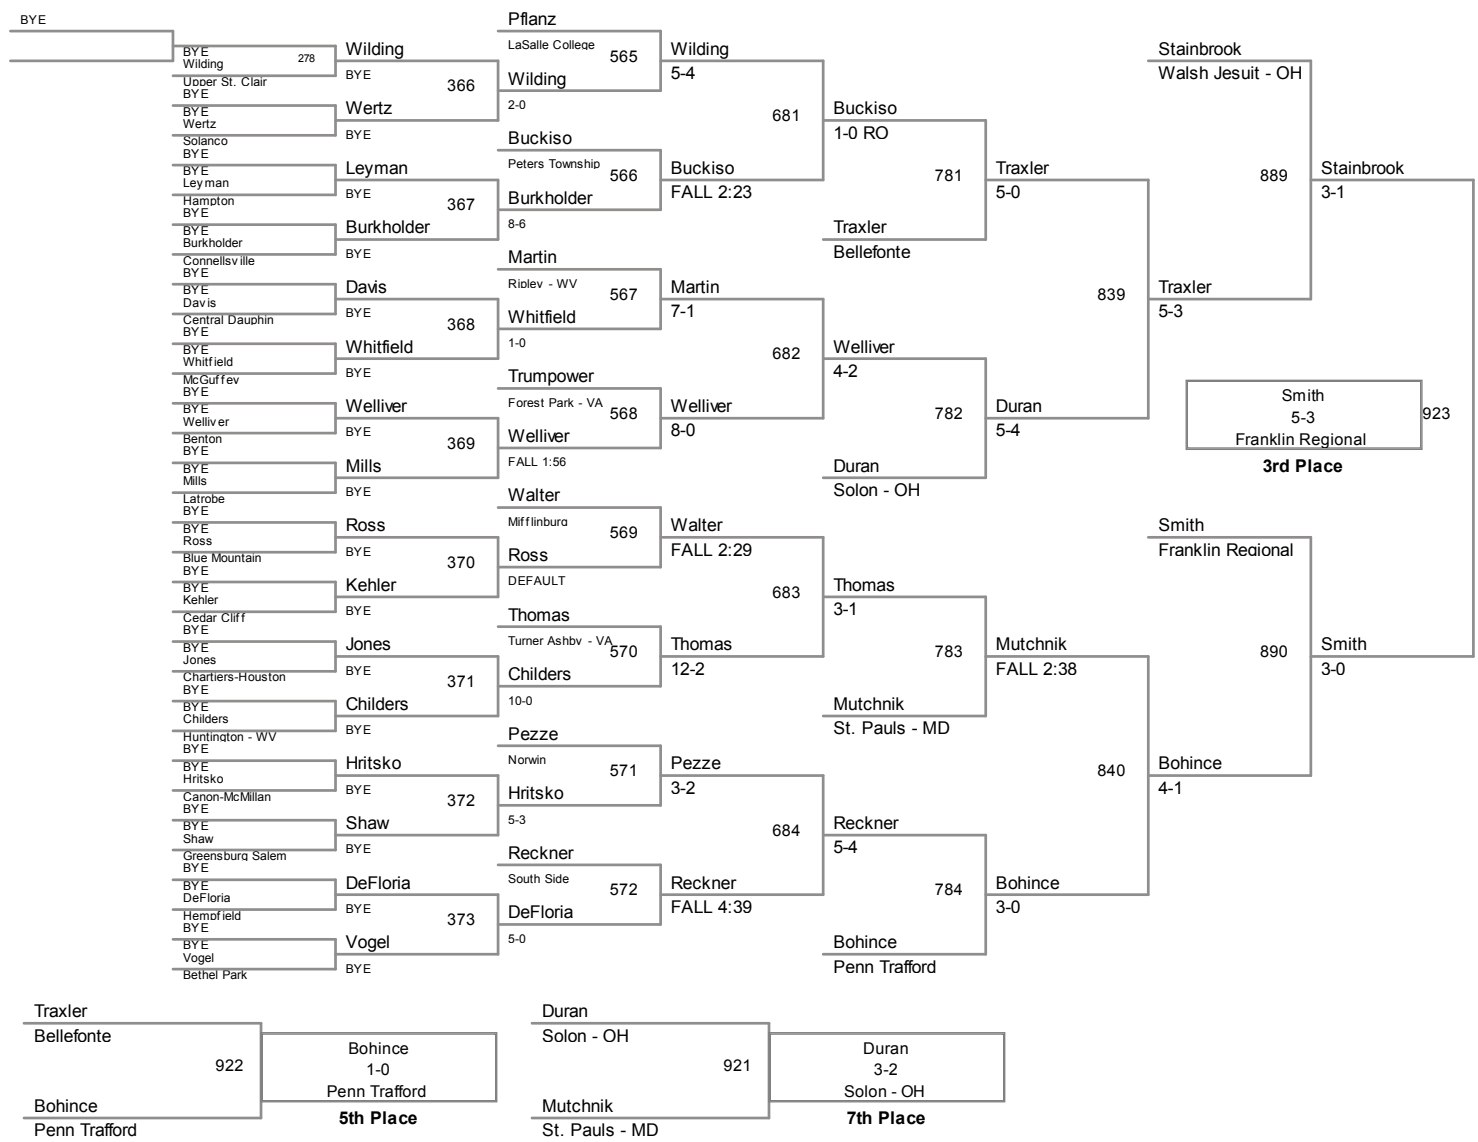 BYE
BYE
Wilding
278
Upper St. Clair
BYE
BYE
Wertz
Solanco
BYE
BYE
Leyman
Hampton
BYE
BYE
Burkholder
Connellsville
BYE
BYE
Davis
Central Dauphin
BYE
BYE
Whitfield
McGuffey
BYE
BYE
Welliver
Benton
BYE
BYE
Mills
Latrobe
BYE
BYE
Ross
Blue Mountain
BYE
BYE
Kehler
Cedar Cliff
BYE
BYE
Jones
Chartiers-Houston
BYE
BYE
Childers
Huntington - WV
BYE
BYE
Hritsko
Canon-McMillan
BYE
BYE
Shaw
Greensburg Salem
BYE
BYE
DeFloria
Hempfield
BYE
BYE
Vogel
Bethel Park
Wilding
BYE
366
Wertz
BYE
Leyman
BYE
367
Burkholder
BYE
Davis
BYE
368
Whitfield
BYE
Welliver
BYE
369
Mills
BYE
Ross
BYE
370
Kehler
BYE
Jones
BYE
371
Childers
BYE
Hritsko
BYE
372
Shaw
BYE
DeFloria
BYE
373
Vogel
BYE
Pflanz
LaSalle College
565
Wilding
2-0
Buckiso
Peters Township
566
Burkholder
8-6
Martin
Ripley - WV
567
Whitfield
1-0
Trumpower
Forest Park - VA
568
Welliver
FALL 1:56
Walter
Mifflinburg
569
Ross
DEFAULT
Thomas
Turner Ashby - VA
570
Childers
10-0
Pezze
Norwin
571
Hritsko
5-3
Reckner
South Side
572
DeFloria
5-0
Wilding
5-4
681
Buckiso
FALL 2:23
Martin
7-1
682
Welliver
8-0
Walter
FALL 2:29
683
Thomas
12-2
Pezze
3-2
684
Reckner
FALL 4:39
Buckiso
1-0 RO
781
Traxler
Bellefonte
Welliver
4-2
782
Duran
Solon - OH
Thomas
3-1
783
Mutchnik
St. Pauls - MD
Reckner
5-4
784
Bohince
Penn Trafford
Traxler
5-0
839
Duran
5-4
Mutchnik
FALL 2:38
840
Bohince
3-0
Stainbrook
Walsh Jesuit - OH
889
Traxler
5-3
Smith
Franklin Regional
890
Bohince
4-1
Stainbrook
3-1
Smith
5-3
Franklin Regional
923
3rd Place
Smith
3-0
Traxler
Bellefonte
922
Bohince
Penn Trafford
Bohince
1-0
Penn Trafford
5th Place
Duran
Solon - OH
921
Mutchnik
St. Pauls - MD
Duran
3-2
Solon - OH
7th Place